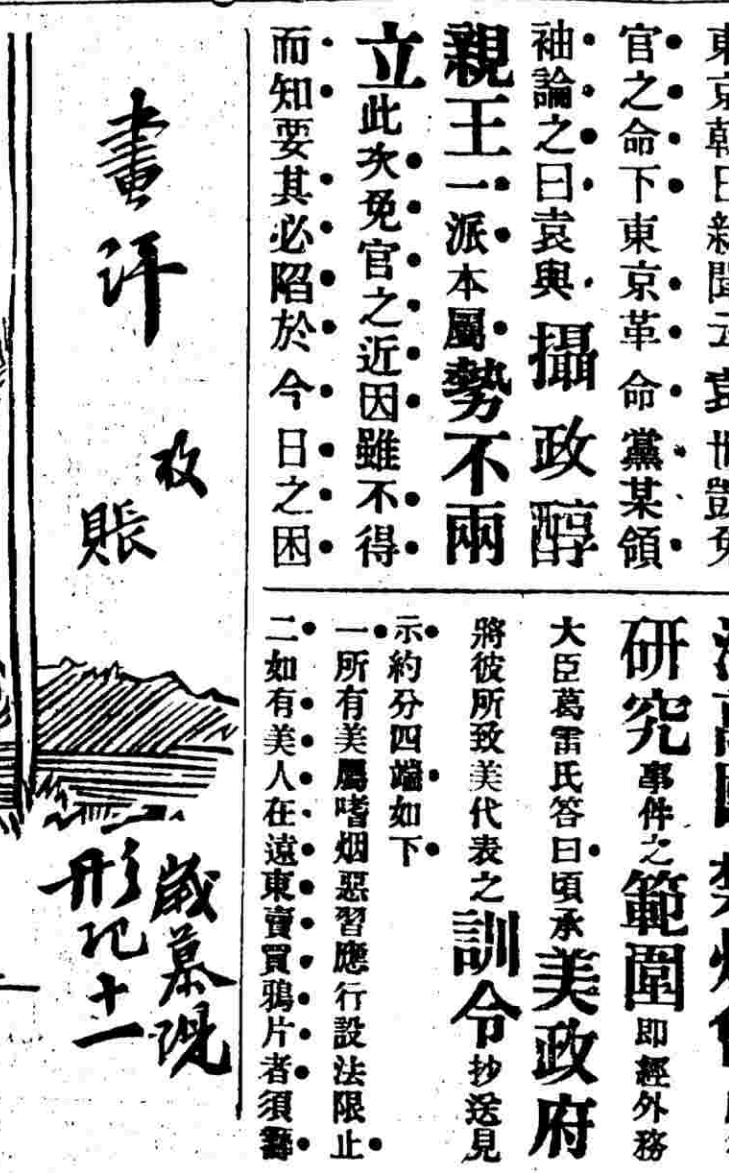 東京朝日新聞云袁世凱免
官之命下東京革命黨某領
袖論之曰袁與攝政醇
親王一派本屬勢不兩
立此次免官之近因雖不得
而知要其必陷於今日之困
研究事件之範圍即經外務
大臣葛雷氏答曰頃承美政府
將彼所致美代表之訓令抄送見
示約分四端如下
一所有美屬嗜烟惡習應行設法限止
二如有美人在遠東賣買鴉片者須籌
畫評
收
賬
歲暮現
形記十一